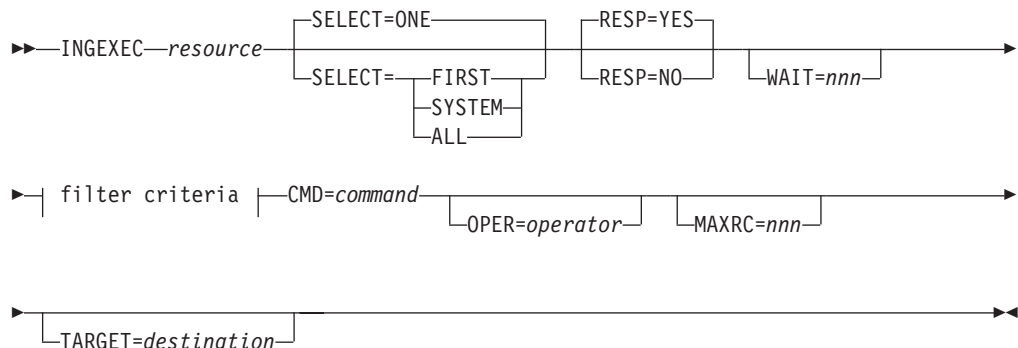 SELECT=ONE RESP=YES
►►—INGEXEC—resource
SELECT= FIRST RESP=NO WAIT=nnn
SYSTEM
ALL
filter criteria CMD=command
OPER=operator MAXRC=nnn
TARGET=destination